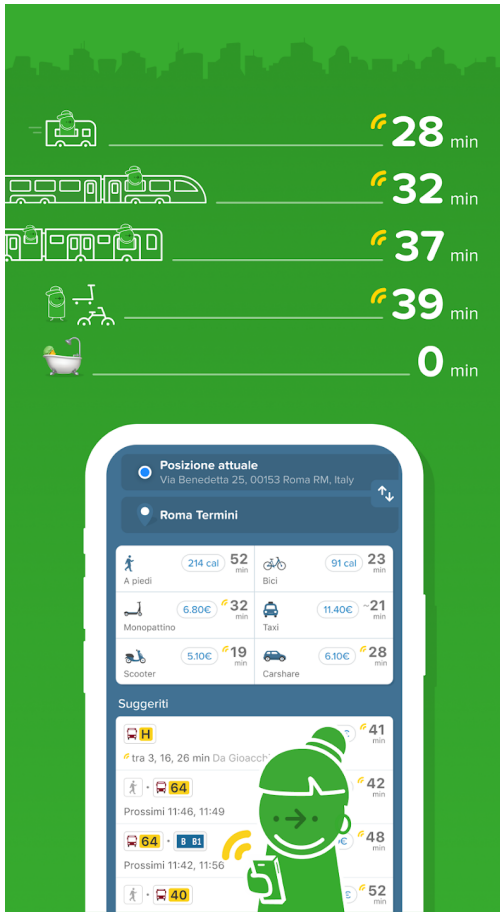 28 min
32 min
37 min
39 min
0 min
Posizione attuale
Via Benedetta 25, 00153 Roma RM, Italy
Roma Termini
214 cal 52 min
A piedi
91 cal 23 min
Bici
6.80€ 32 min
Monopattino
11.40€ ~21 min
Taxi
5.10€ 19 min
Scooter
6.10€ 28 min
Carshare
Suggeriti
H € 41 min
tra 3, 16, 26 min Da Gioacch
64 42 min
Prossimi 11:46, 11:49
64 B B1 € 48 min
Prossimi 11:42, 11:56
40 € 52 min